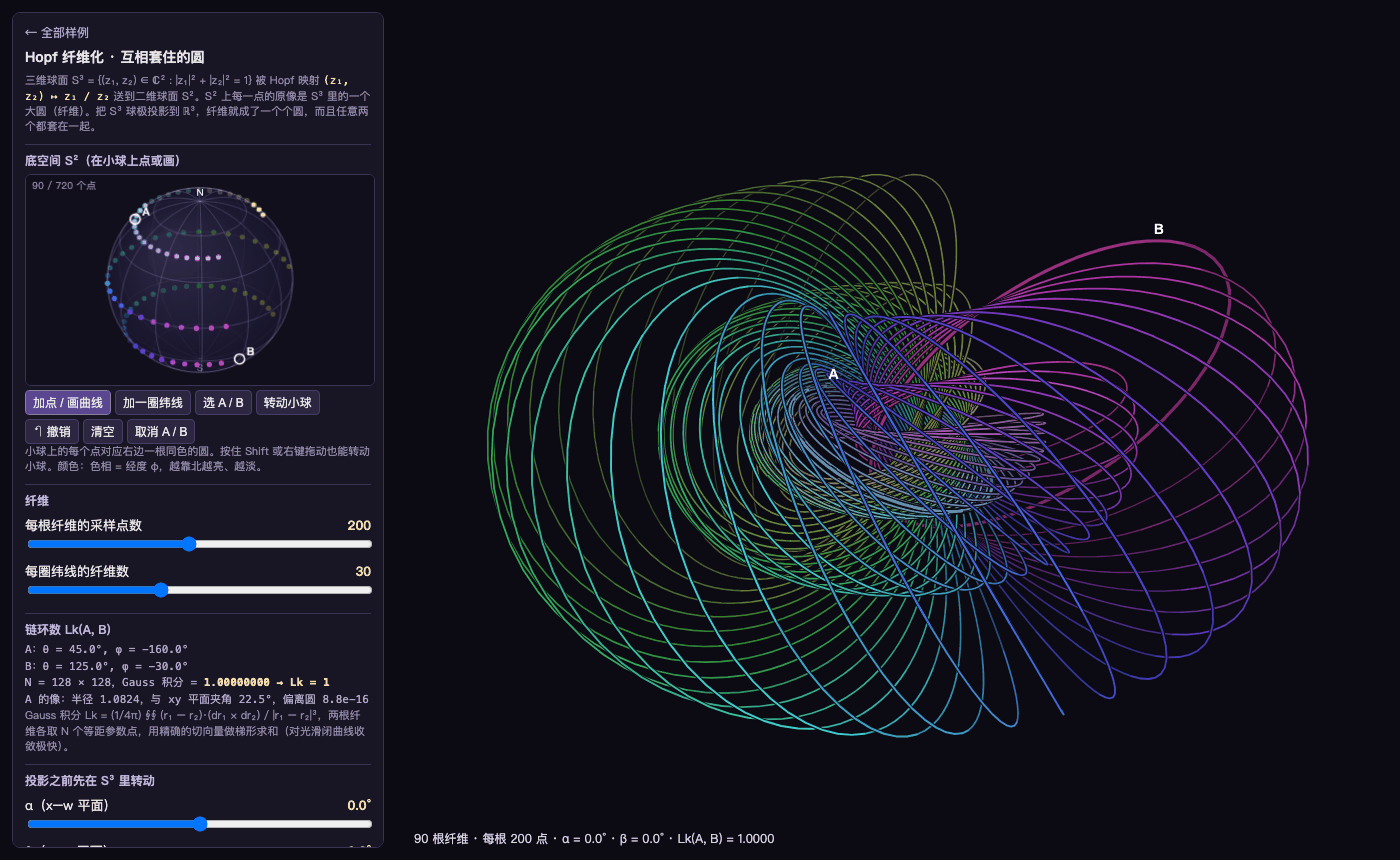 ← 全部样例
Hopf 纤维化 · 互相套住的圆
三维球面 S³ = {(z₁, z₂) ∈ ℂ² : |z₁|² + |z₂|² = 1} 被 Hopf 映射 (z₁,
z₂) ↦ z₁ / z₂ 送到二维球面 S²。S² 上每一点的原像是 S³ 里的一个
大圆（纤维）。把 S³ 球极投影到 ℝ³，纤维就成了一个个圆，而且任意两
个都套在一起。
底空间 S²（在小球上点或画）
90 / 720 个点
N
A
B
加点 / 画曲线 加一圈纬线 选 A / B 转动小球
↰ 撤销 清空 取消 A / B
小球上的每个点对应右边一根同色的圆。按住 Shift 或右键拖动也能转动
小球。颜色：色相 = 经度 φ，越靠北越亮、越淡。
纤维
每根纤维的采样点数 200
每圈纬线的纤维数 30
链环数 Lk(A, B)
A: θ = 45.0°, φ = −160.0°
B: θ = 125.0°, φ = −30.0°
N = 128 × 128, Gauss 积分 = 1.00000000 → Lk = 1
A 的像: 半径 1.0824, 与 xy 平面夹角 22.5°, 偏离圆 8.8e−16
Gauss 积分 Lk = (1/4π) ∯ (r₁ − r₂)·(dr₁ × dr₂) / |r₁ − r₂|³，两根纤
维各取 N 个等距参数点，用精确的切向量做梯形求和（对光滑闭曲线收
敛极快）。
投影之前先在 S³ 里转动
α（x—w 平面） 0.0°
B
A
90 根纤维 · 每根 200 点 · α = 0.0° · β = 0.0° · Lk(A, B) = 1.0000